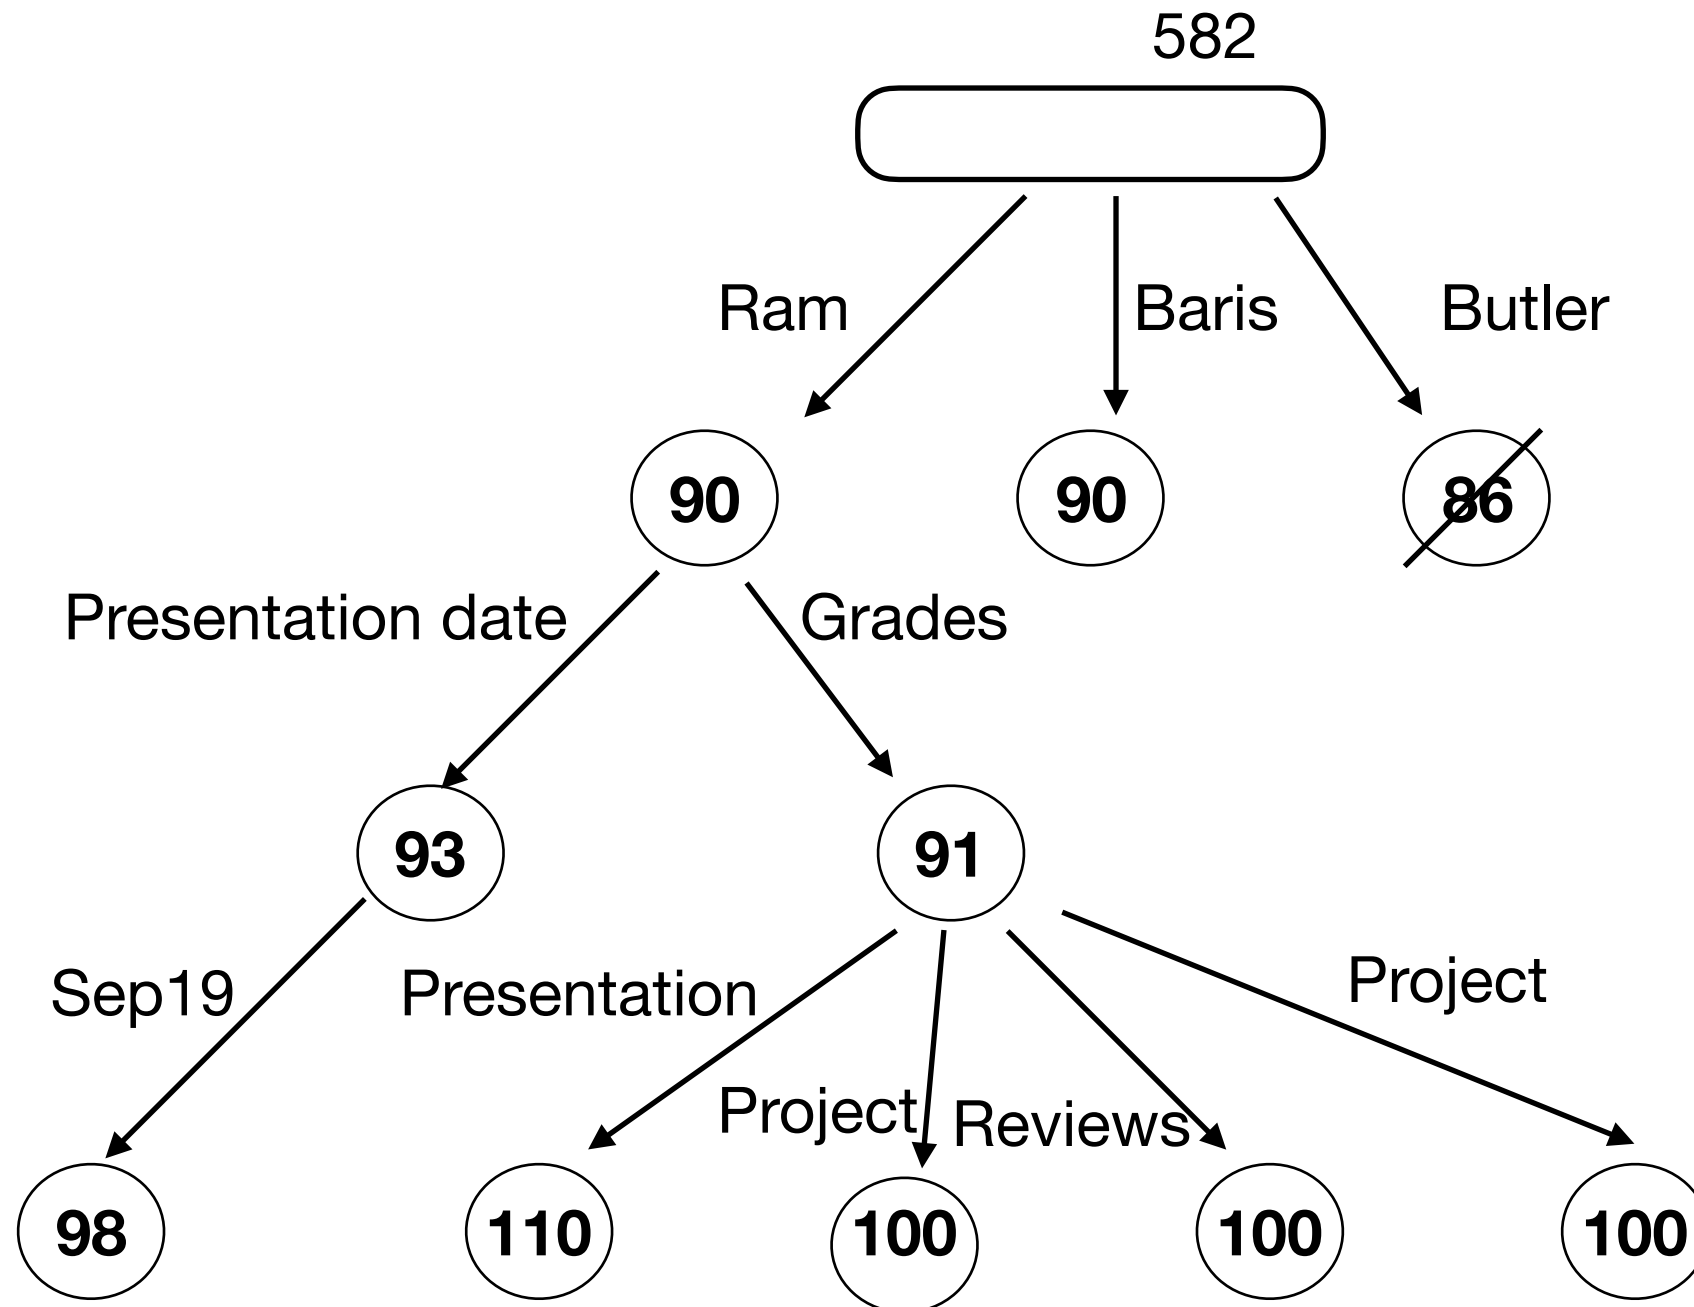 582
Ram
Baris
Butler
90
90
86
Presentation date
Grades
93
91
Sep19
Presentation
Project
Reviews
Project
98
110
100
100
100